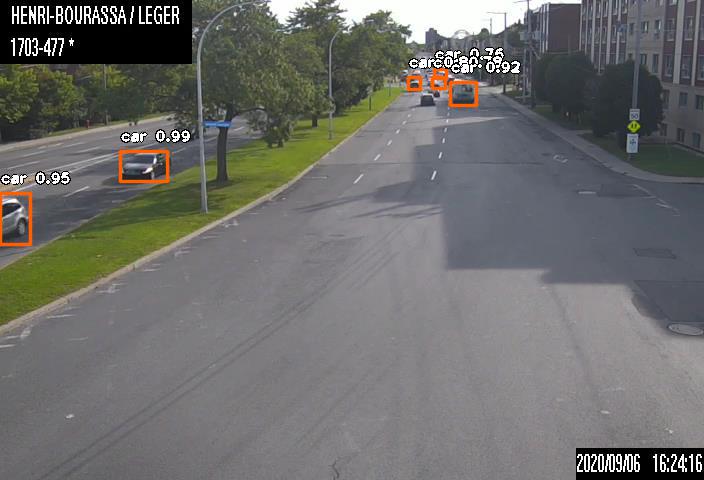 HENRI-BOURASSA / LEGER
1703-477 *
car 0.76
car 0.92
car 0.99
car 0.95
50
2020/09/06 16:24:16